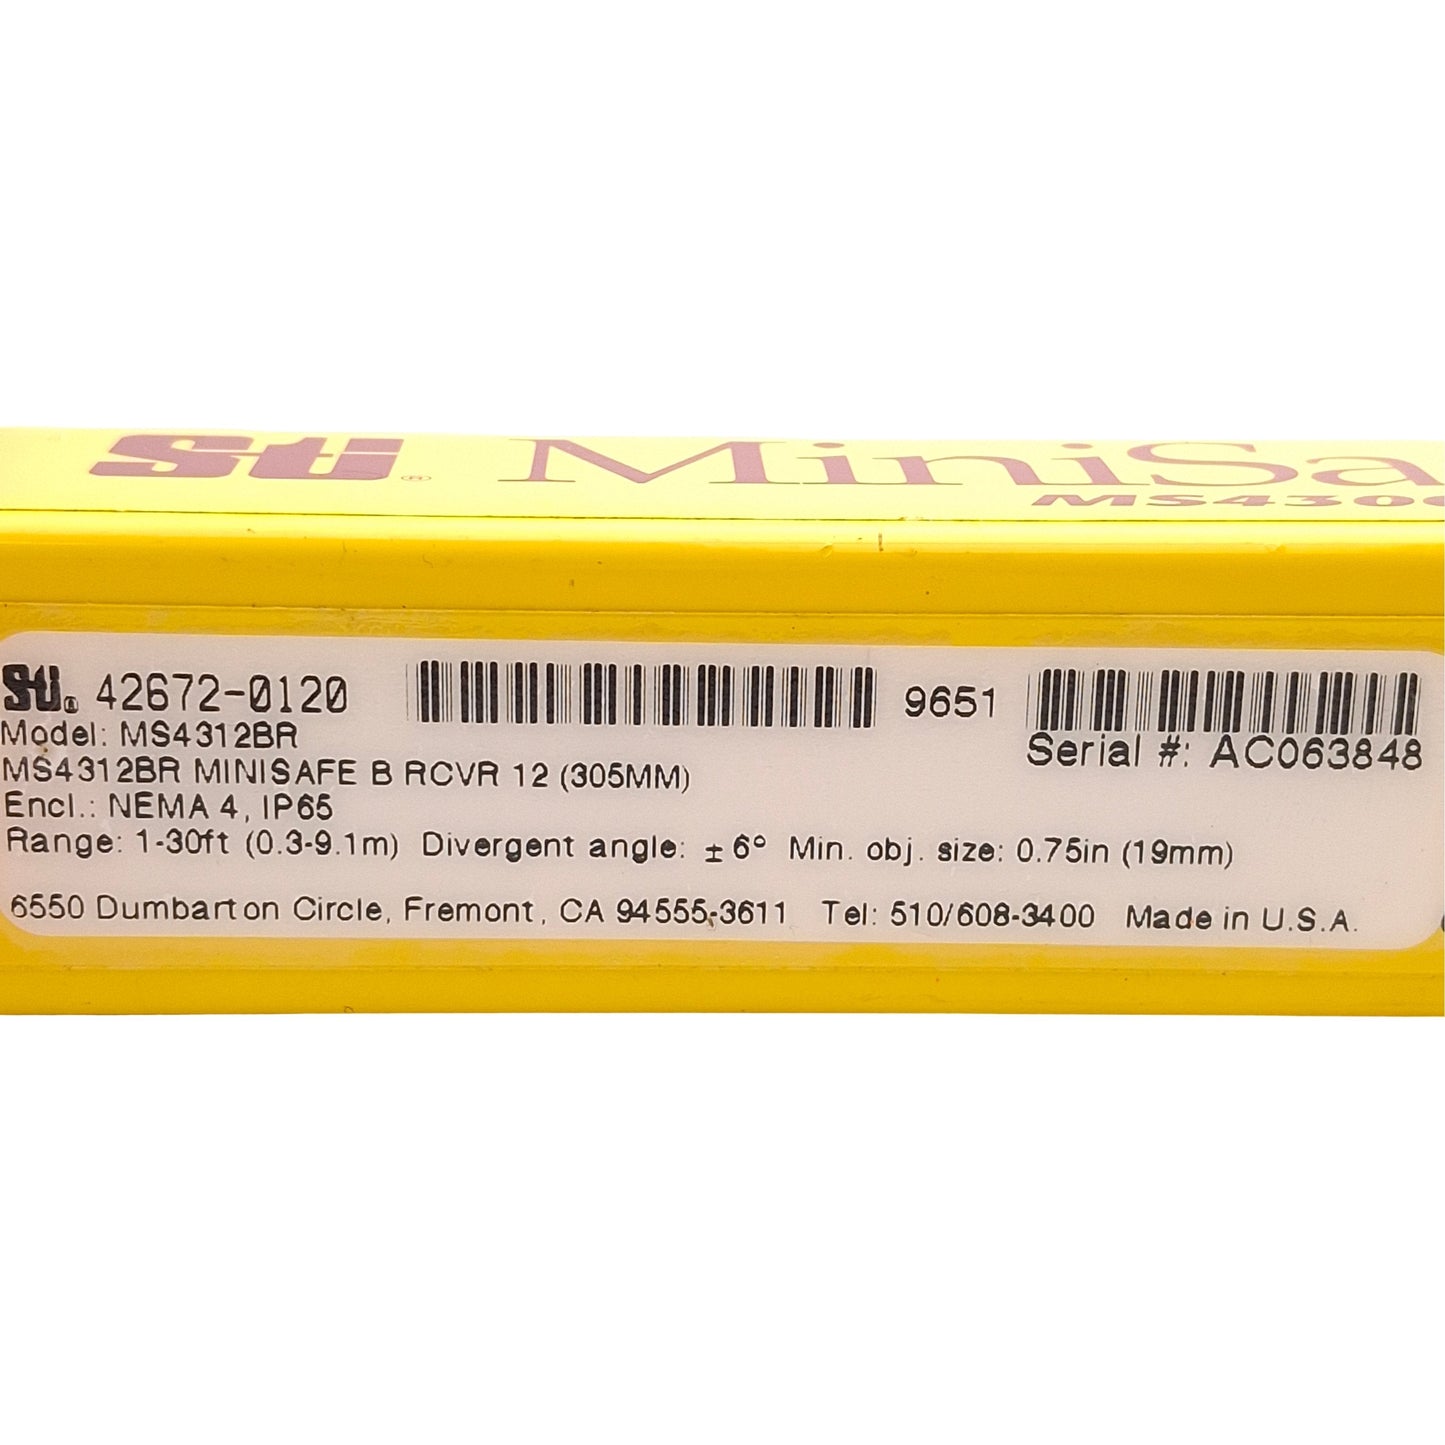 STI® MiniSa
MS430
STI® 42672-0120 9651
Serial #: AC063848
Model: MS4312BR
MS4312BR MINISAFE B RCVR 12 (305MM)
Encl.: NEMA 4, IP65
Range: 1-30ft (0.3-9.1m) Divergent angle: ±6° Min. obj. size: 0.75in (19mm)
6550 Dumbarton Circle, Fremont, CA 94555-3611 Tel: 510/608-3400 Made in U.S.A.